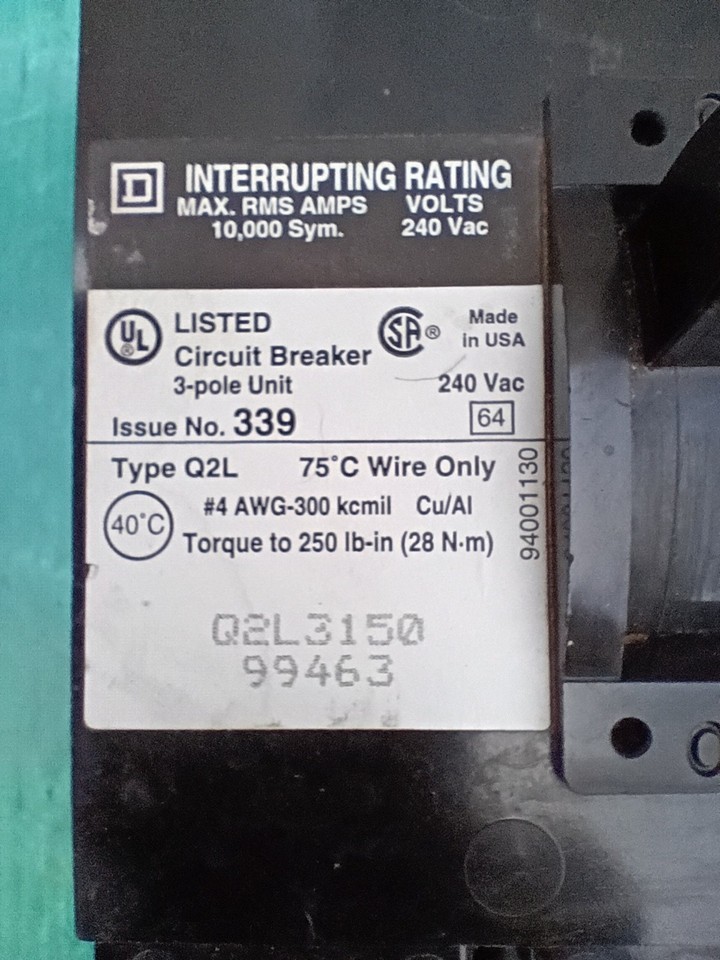 INTERRUPTING RATING
MAX. RMS AMPS VOLTS
10,000 Sym. 240 Vac
UL ® LISTED
Circuit Breaker
3-pole Unit
SA ® Made
in USA
240 Vac
Issue No. 339 64
Type Q2L 75°C Wire Only
40°C #4 AWG-300 kcmil Cu/Al
Torque to 250 lb-in (28 N·m)
94001130
Q2L3150
99463